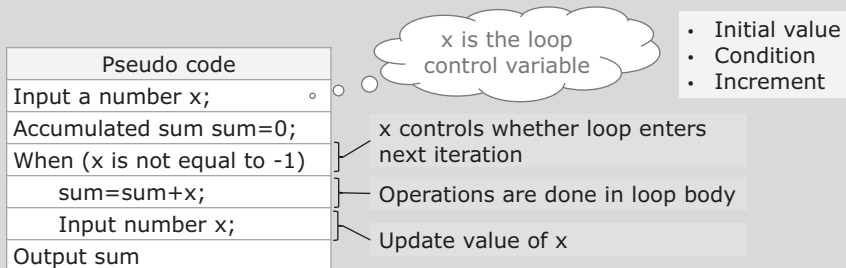 Pseudo code
Input a number x;
Accumulated sum sum=0;
When (x is not equal to -1)
sum=sum+x;
Input number x;
Output sum
x is the loop
control variable
• Initial value
• Condition
• Increment
x controls whether loop enters
next iteration
Operations are done in loop body
Update value of x